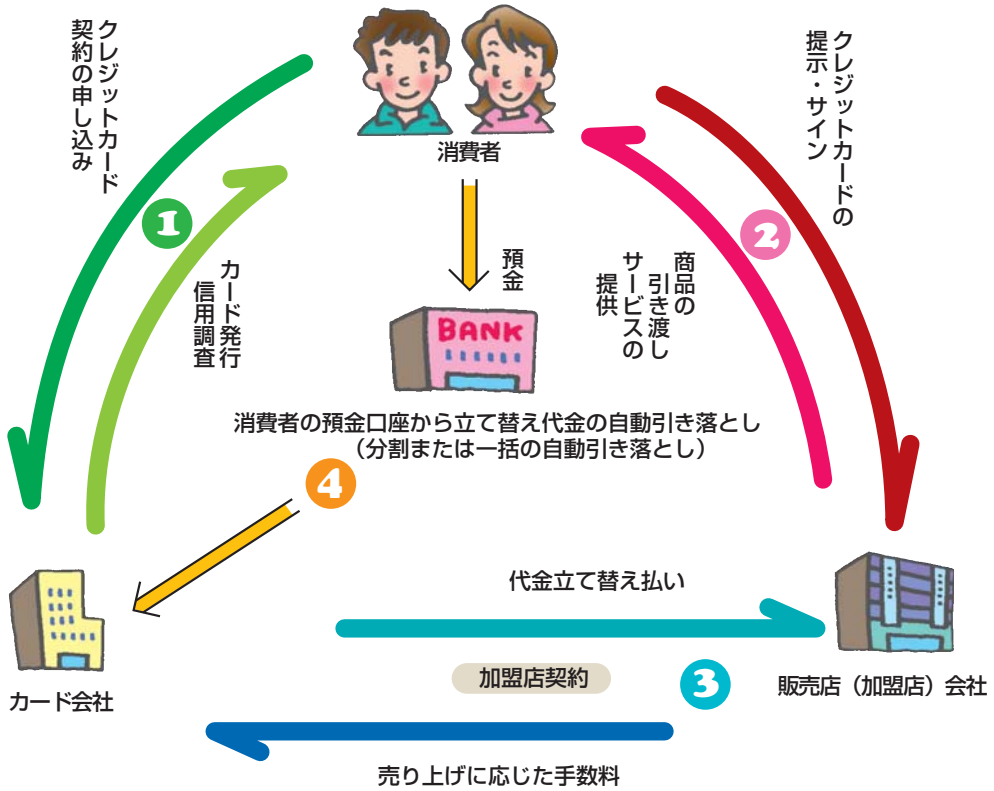 クレジットカード
契約の申し込み
1
カード発行
信用調査
消費者
預金
BANK
クレジットカードの
提示・サイン
2
商品の
引き渡し
サービスの
提供
消費者の預金口座から立て替え代金の自動引き落とし
（分割または一括の自動引き落とし）
4
代金立て替え払い
加盟店契約
3
カード会社
販売店（加盟店）会社
売り上げに応じた手数料